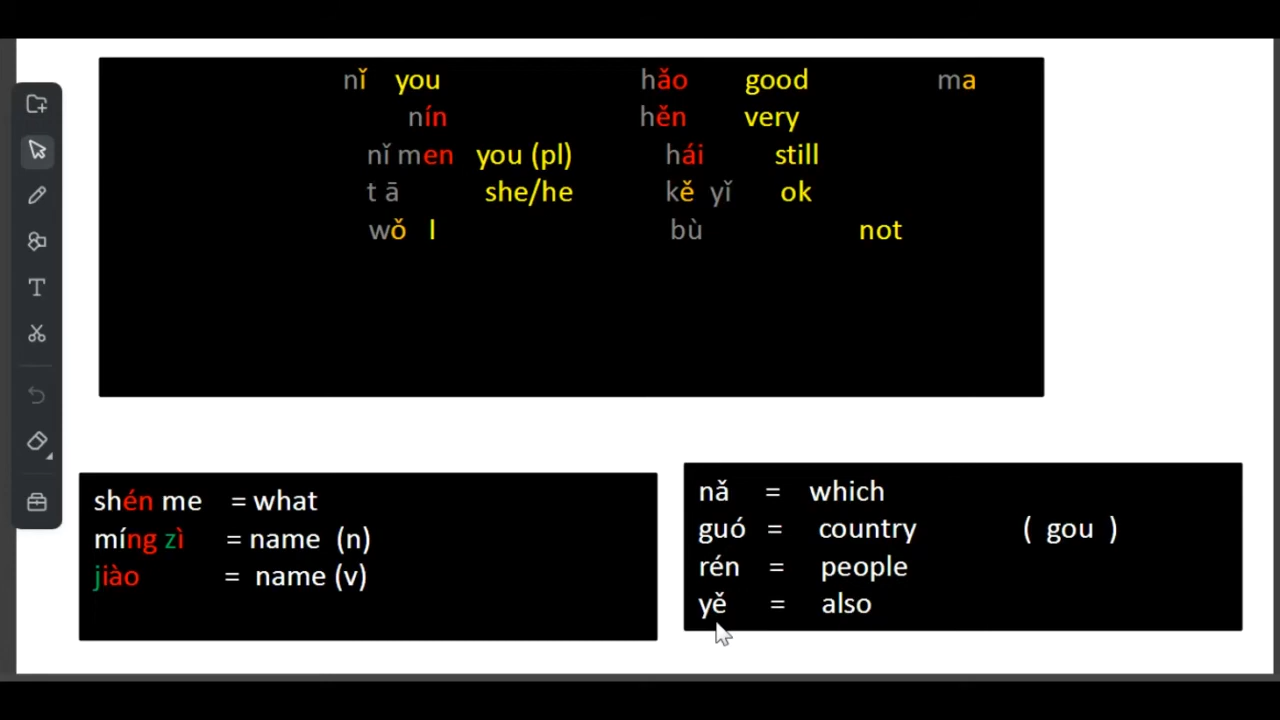 nǐ you hǎo good ma
nín hěn very
nǐ men you (pl) hái still
t ā she/he kě yǐ ok
wǒ I bù not
shén me = what
míng zì = name (n)
jiào = name (v)
nǎ = which
guó = country ( gou )
rén = people
yě = also